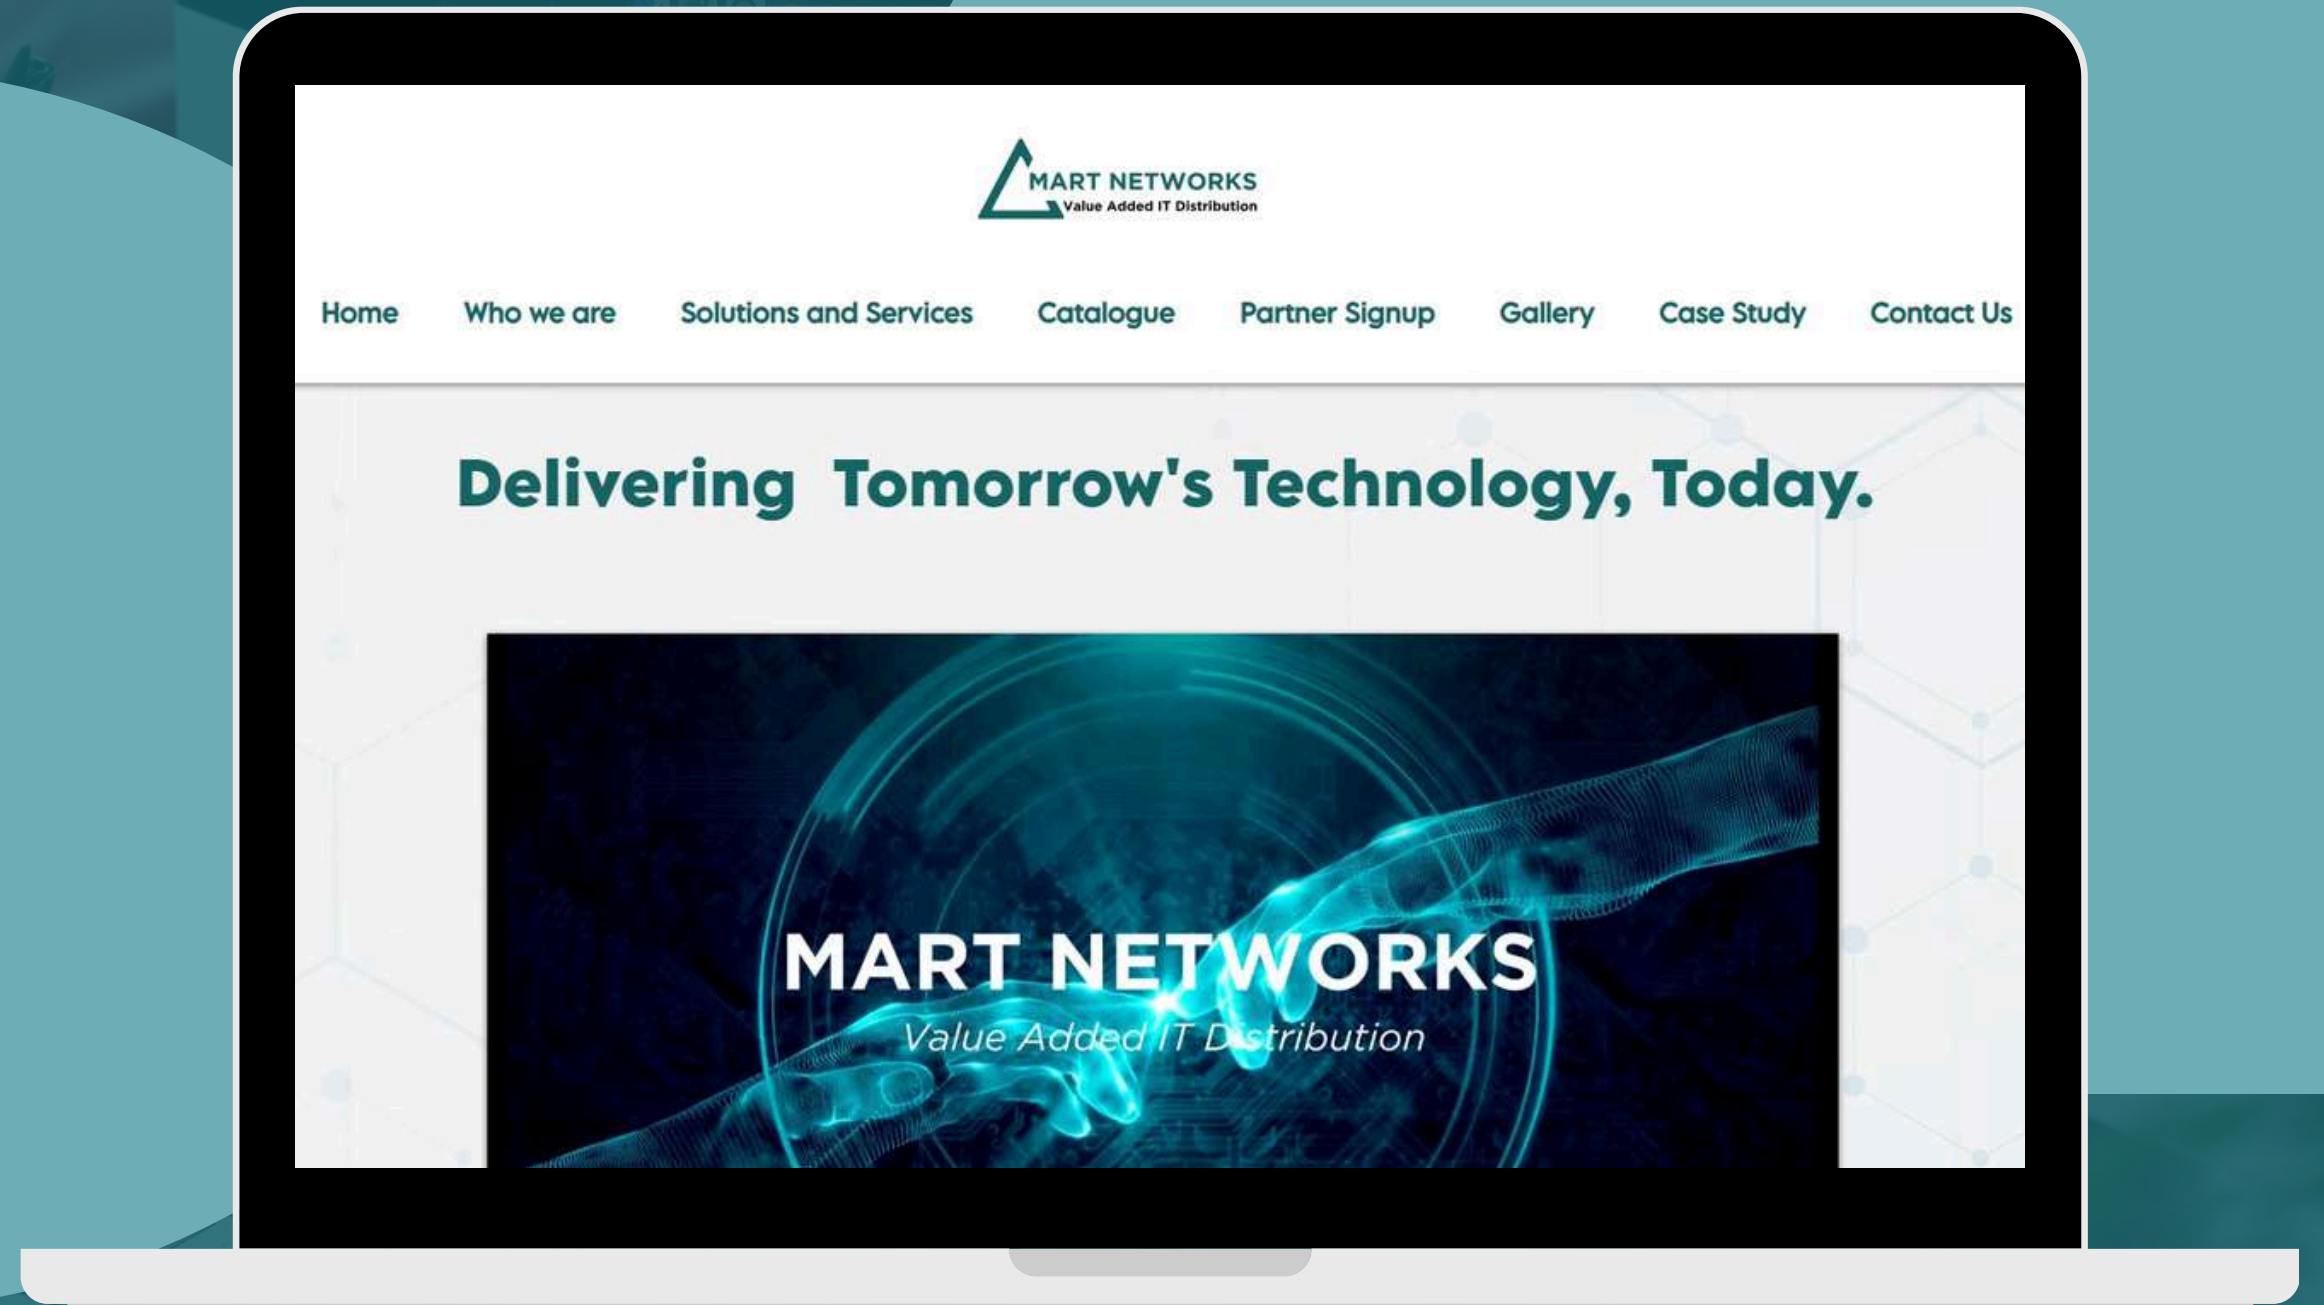 MART NETWORKS
Value Added IT Distribution
Home Who we are Solutions and Services Catalogue Partner Signup Gallery Case Study Contact Us
Delivering Tomorrow's Technology, Today.
MART NETWORKS
Value Added IT Distribution